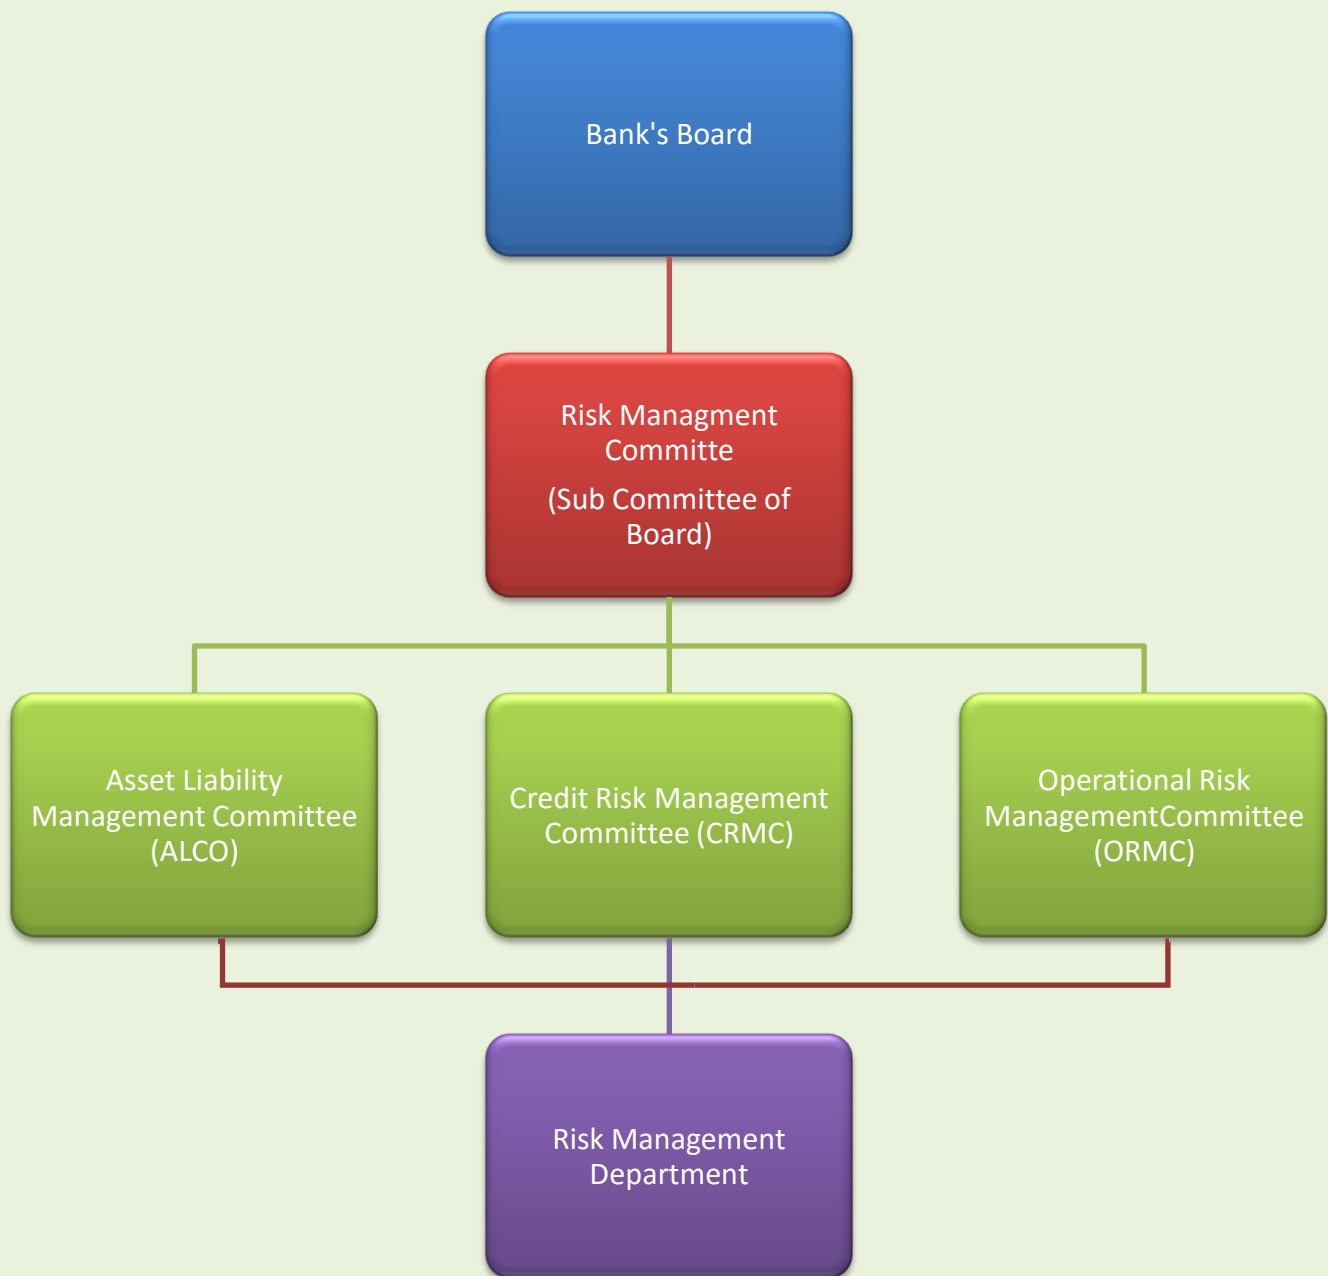 Bank's Board
Risk Managment
Committe
(Sub Committee of
Board)
Asset Liability
Management Committee
(ALCO)
Credit Risk Management
Committee (CRMC)
Operational Risk
ManagementCommittee
(ORMC)
Risk Management
Department